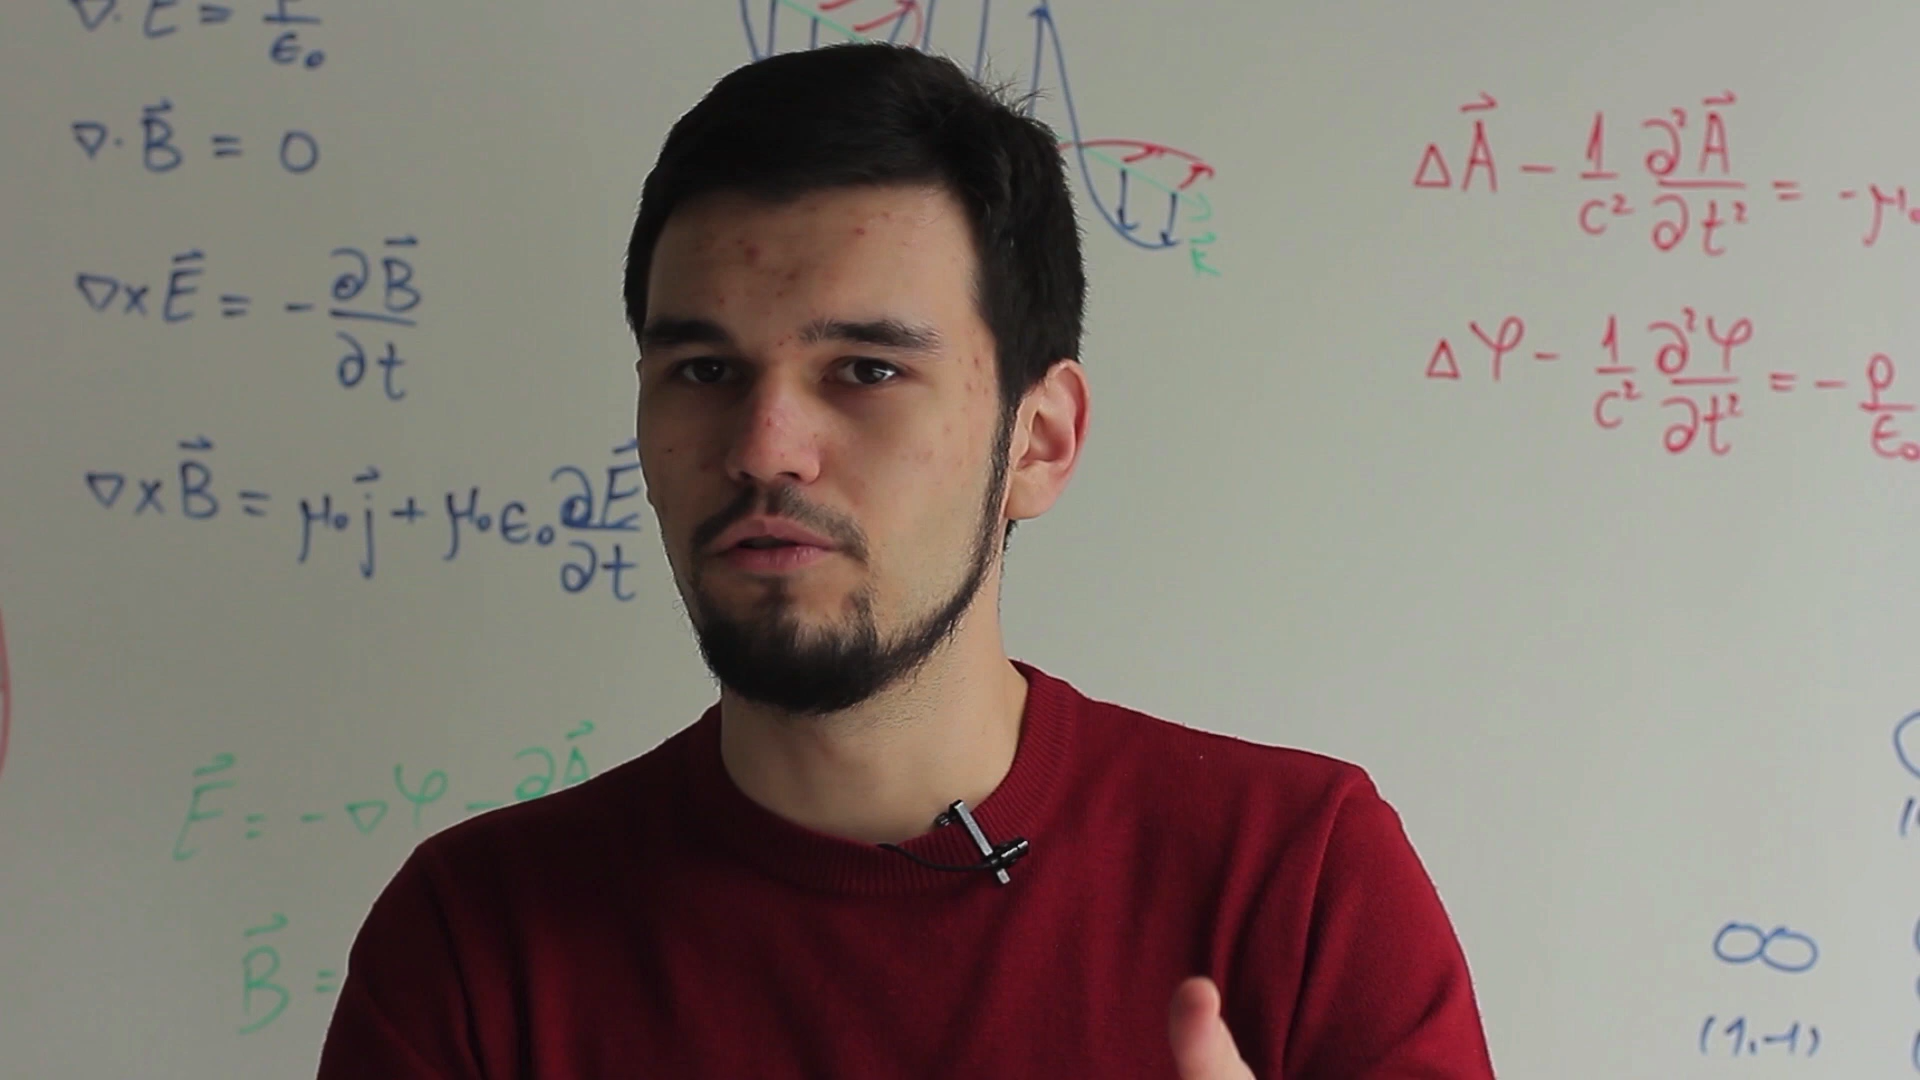 ∇·E⃗ = ρ/ε₀
∇·B⃗ = 0
∇×E⃗ = -∂B⃗/∂t
∇×B⃗ = μ₀j⃗ + μ₀ε₀∂E⃗/∂t
E⃗ = -∇φ - ∂A⃗
B⃗ =
k⃗
ΔA⃗ - 1/c² ∂²A⃗/∂t² = -μ₀
Δφ - 1/c² ∂²φ/∂t² = -ρ/ε₀
∞
(1,-1)